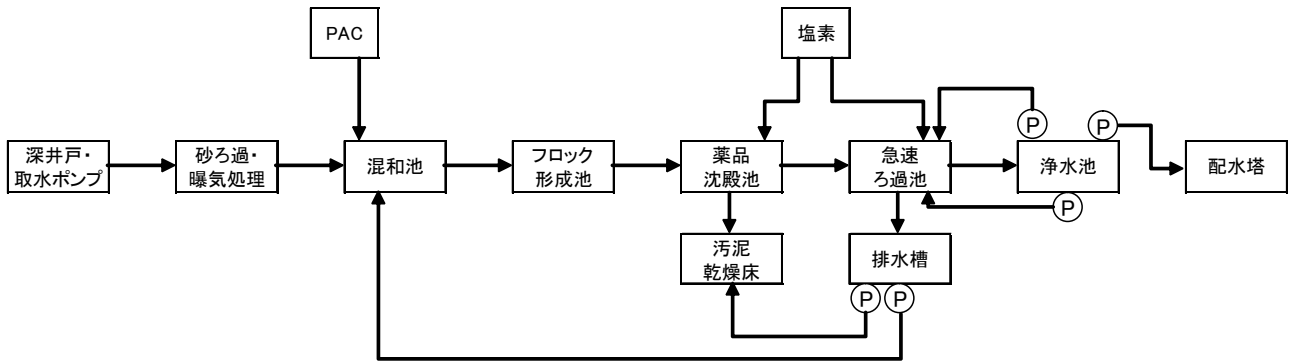 PAC
塩素
P
P
深井戸・
取水ポンプ
砂ろ過・
曝気処理
混和池
フロック
形成池
薬品
沈殿池
急速
ろ過池
浄水池
配水塔
P
汚泥
乾燥床
排水槽
P
P